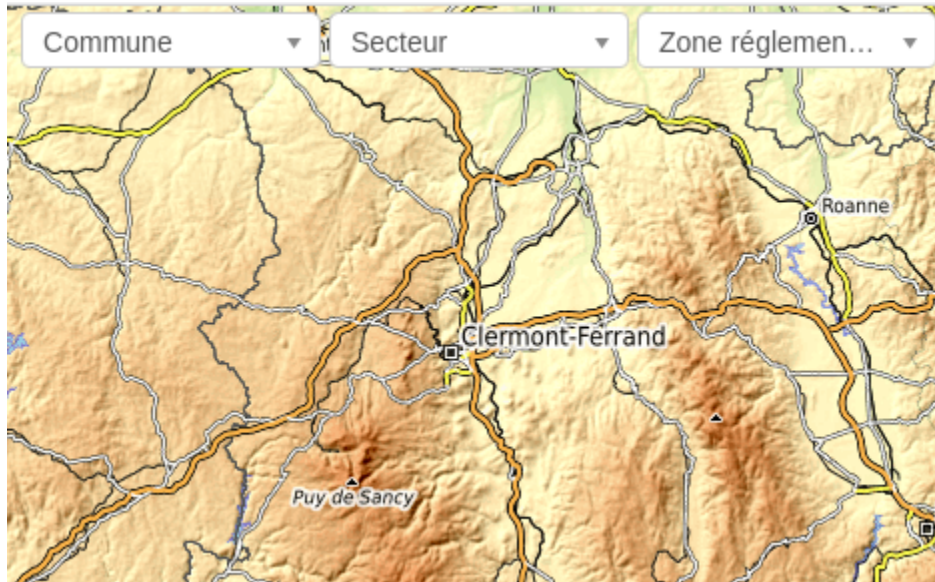 Commune
Secteur
Zone réglemen...
Roanne
Clermont-Ferrand
Puy de Sancy